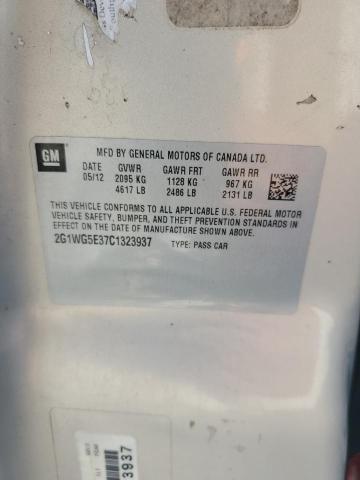 GM
MFD BY GENERAL MOTORS OF CANADA LTD.
DATE GVWR GAWR FRT GAWR RR
05/12 2095 KG 1128 KG 967 KG
4617 LB 2486 LB 2131 LB
THIS VEHICLE CONFORMS TO ALL APPLICABLE U.S. FEDERAL MOTOR
VEHICLE SAFETY, BUMPER, AND THEFT PREVENTION STANDARDS IN
EFFECT ON THE DATE OF MANUFACTURE SHOWN ABOVE.
2G1WG5E37C1323937 TYPE: PASS CAR
3937